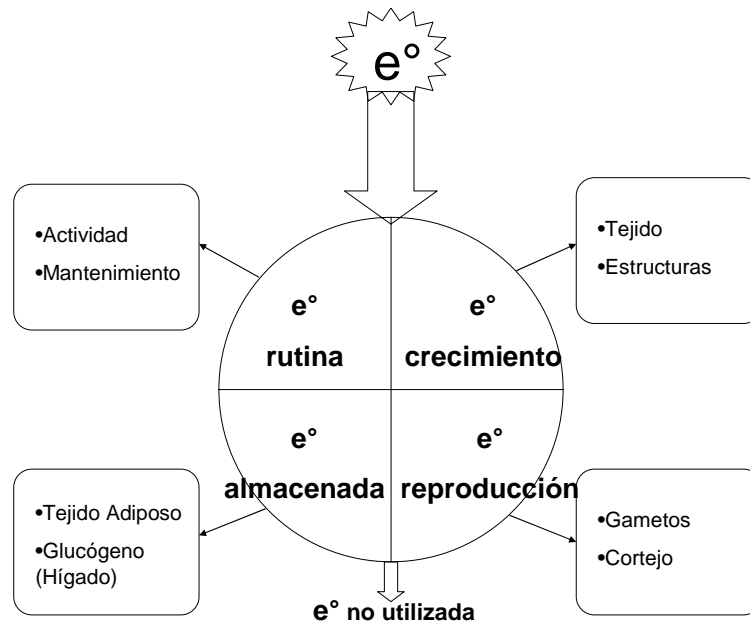 e°
•Actividad
•Mantenimiento
•Tejido
•Estructuras
e°
rutina
e°
crecimiento
e°
almacenada
e°
reproducción
•Tejido Adiposo
•Glucógeno
(Hígado)
•Gametos
•Cortejo
e° no utilizada